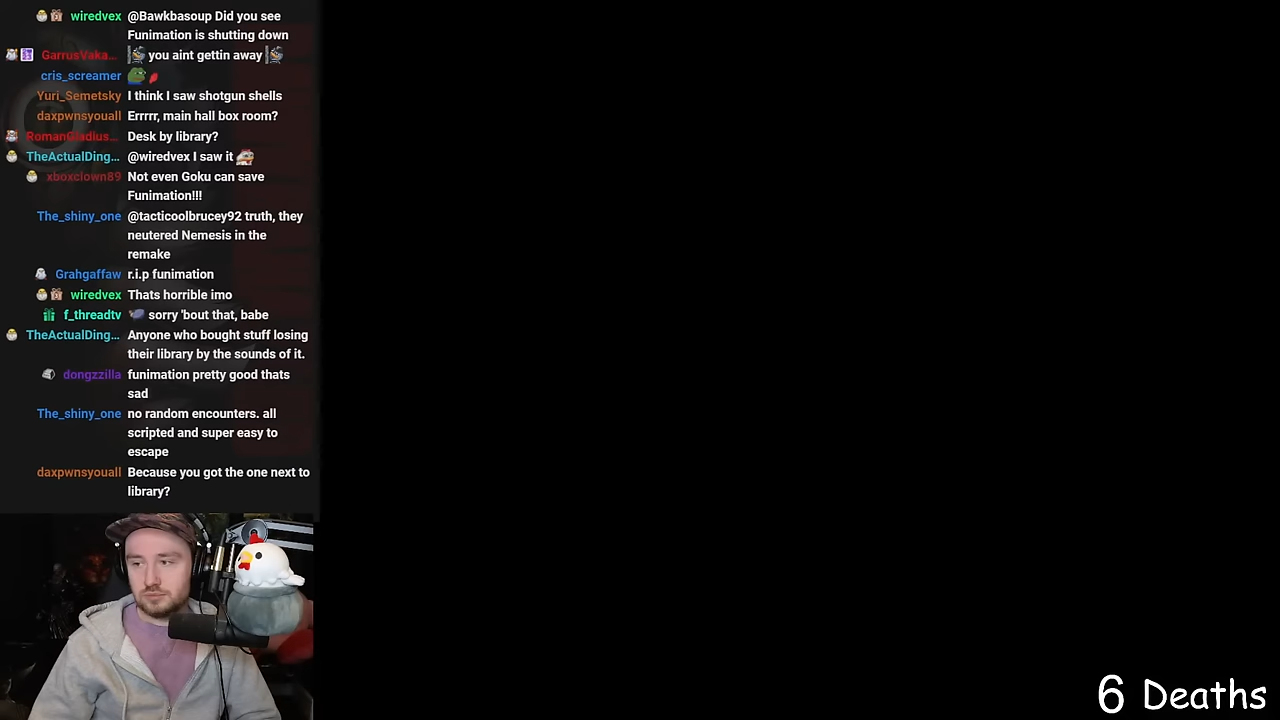 wiredvex @Bawkbasoup Did you see
Funimation is shutting down
GarrusVaka... you aint gettin away
cris_screamer
Yuri_Semetsky I think I saw shotgun shells
daxpwnsyouall Errrrr, main hall box room?
RomanGladius... Desk by library?
TheActualDing... @wiredvex I saw it
xboxclown89 Not even Goku can save
Funimation!!!
The_shiny_one @tacticoolbrucey92 truth, they
neutered Nemesis in the
remake
Grahgaffaw r.i.p funimation
wiredvex Thats horrible imo
f_threadtv sorry 'bout that, babe
TheActualDing... Anyone who bought stuff losing
their library by the sounds of it.
dongzzilla funimation pretty good thats
sad
The_shiny_one no random encounters. all
scripted and super easy to
escape
daxpwnsyouall Because you got the one next to
library?
6 Deaths